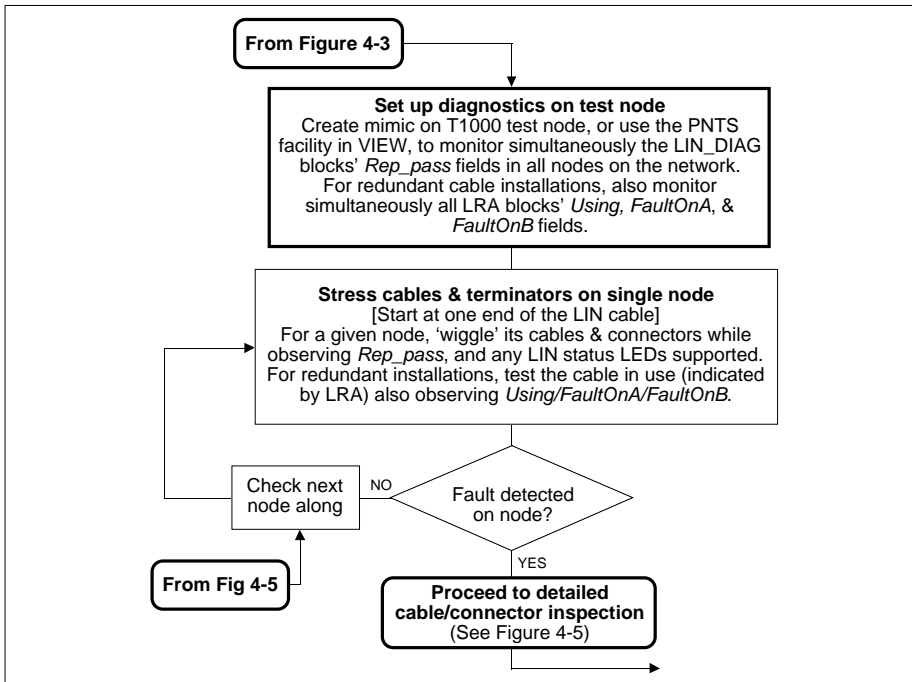 From Figure 4-3
Set up diagnostics on test node
Create mimic on T1000 test node, or use the PNTS
facility in VIEW, to monitor simultaneously the LIN_DIAG
blocks’ Rep_pass fields in all nodes on the network.
For redundant cable installations, also monitor
simultaneously all LRA blocks’ Using, FaultOnA, &
FaultOnB fields.
Stress cables & terminators on single node
[Start at one end of the LIN cable]
For a given node, ‘wiggle’ its cables & connectors while
observing Rep_pass, and any LIN status LEDs supported.
For redundant installations, test the cable in use (indicated
by LRA) also observing Using/FaultOnA/FaultOnB.
Check next
node along
NO
Fault detected
on node?
YES
From Fig 4-5
Proceed to detailed
cable/connector inspection
(See Figure 4-5)